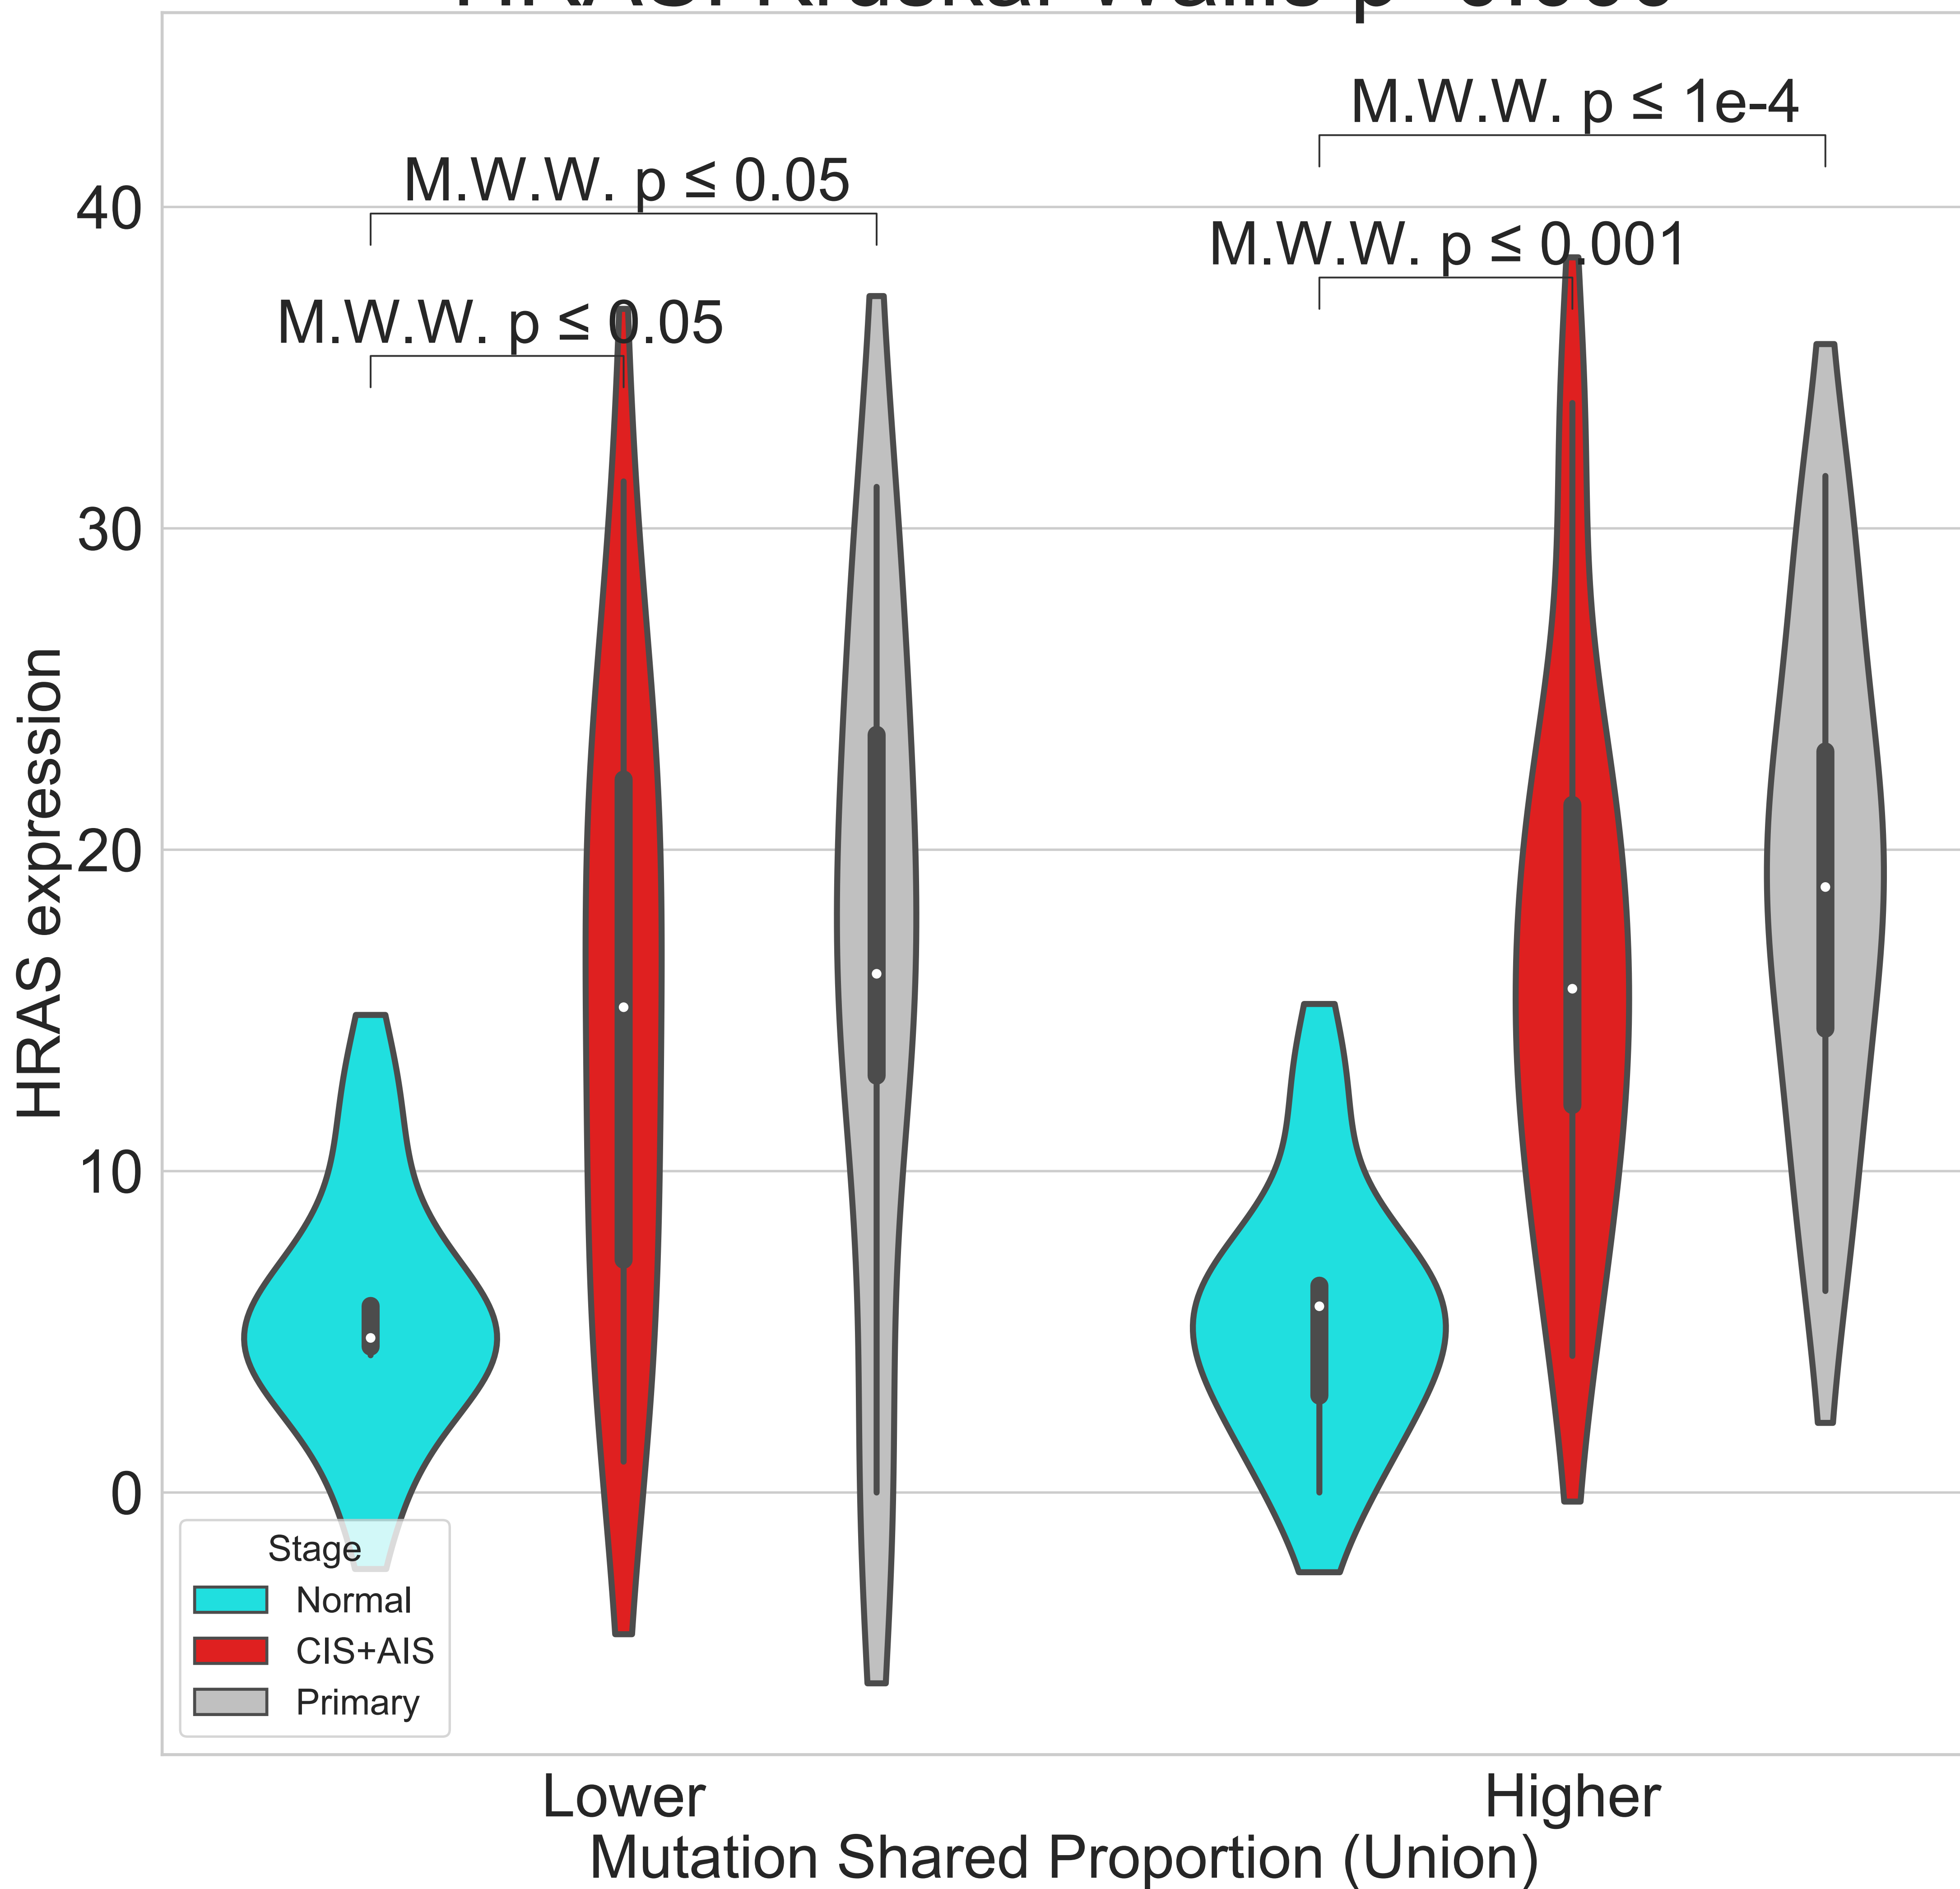 M.W.W. p ≤ 1e-4
M.W.W. p ≤ 0.05
M.W.W. p ≤ 0.001
M.W.W. p ≤ 0.05
40
30
20
10
0
HRAS expression
Stage
Normal
CIS+AIS
Primary
Lower
Higher
Mutation Shared Proportion (Union)